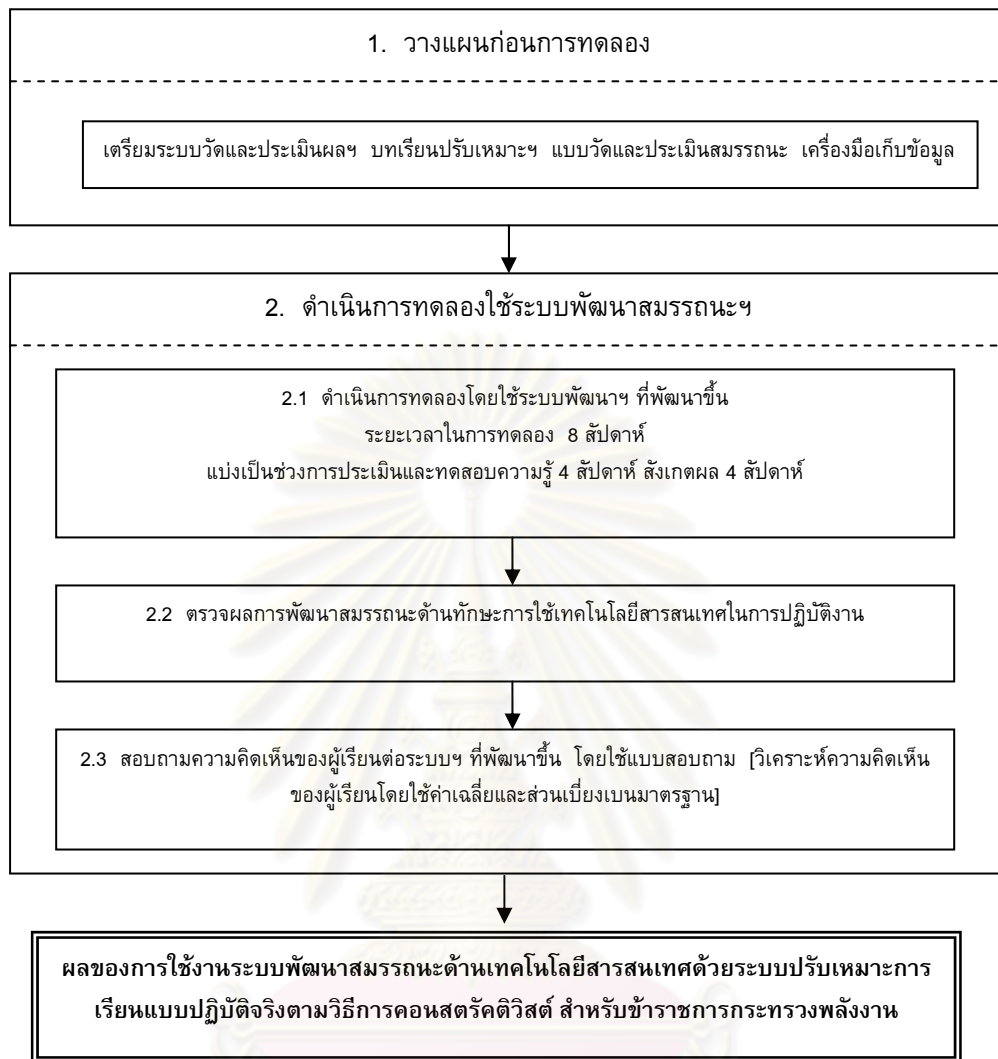 1. วางแผนก่อนการทดลอง
เตรียมระบบวัดและประเมินผลฯ บทเรียนปรับเหมาะฯ แบบวัดและประเมินสมรรถนะ เครื่องมือเก็บข้อมูล
2. ดำเนินการทดลองใช้ระบบพัฒนาสมรรถนะฯ
2.1 ดำเนินการทดลองโดยใช้ระบบพัฒนาฯ ที่พัฒนาขึ้น
ระยะเวลาในการทดลอง 8 สัปดาห์
แบ่งเป็นช่วงการประเมินและทดสอบความรู้ 4 สัปดาห์ สังเกตผล 4 สัปดาห์
2.2 ตรวจผลการพัฒนาสมรรถนะด้านทักษะการใช้เทคโนโลยีสารสนเทศในการปฏิบัติงาน
2.3 สอบถามความคิดเห็นของผู้เรียนต่อระบบฯ ที่พัฒนาขึ้น โดยใช้แบบสอบถาม [วิเคราะห์ความคิดเห็น
ของผู้เรียนโดยใช้ค่าเฉลี่ยและส่วนเบี่ยงเบนมาตรฐาน]
ผลของการใช้งานระบบพัฒนาสมรรถนะด้านเทคโนโลยีสารสนเทศด้วยระบบปรับเหมาะการ
เรียนแบบปฏิบัติจริงตามวิธีการคอนสตรัคติวิสต์ สำหรับข้าราชการกระทรวงพลังงาน